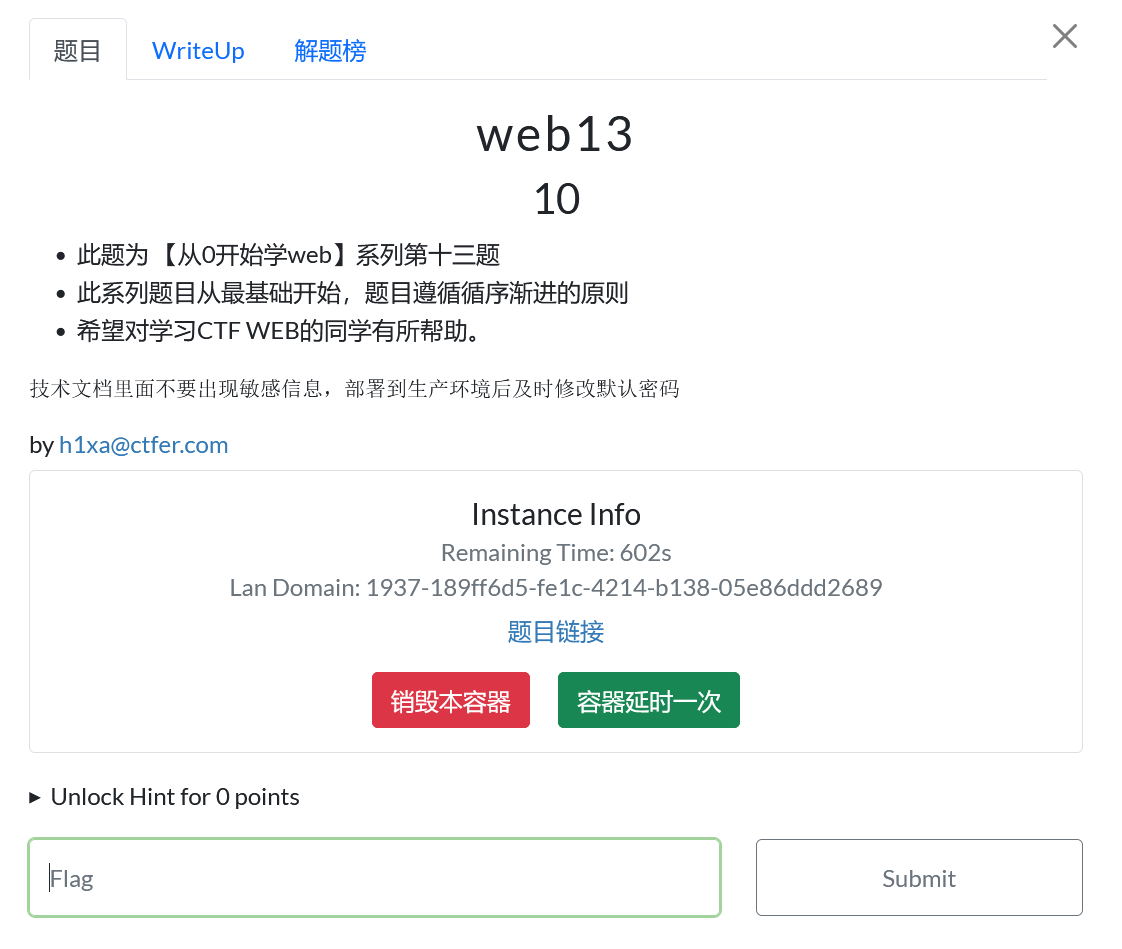 题目 WriteUp 解题榜
web13
10
• 此题为 【从0开始学web】系列第十三题
• 此系列题目从最基础开始，题目遵循循序渐进的原则
• 希望对学习CTF WEB的同学有所帮助。
技术文档里面不要出现敏感信息，部署到生产环境后及时修改默认密码
by h1xa@ctfer.com
Instance Info
Remaining Time: 602s
Lan Domain: 1937-189ff6d5-fe1c-4214-b138-05e86ddd2689
题目链接
销毁本容器 容器延时一次
▸ Unlock Hint for 0 points
Flag Submit